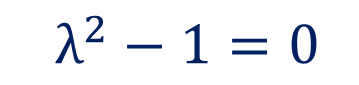 λ² − 1 = 0